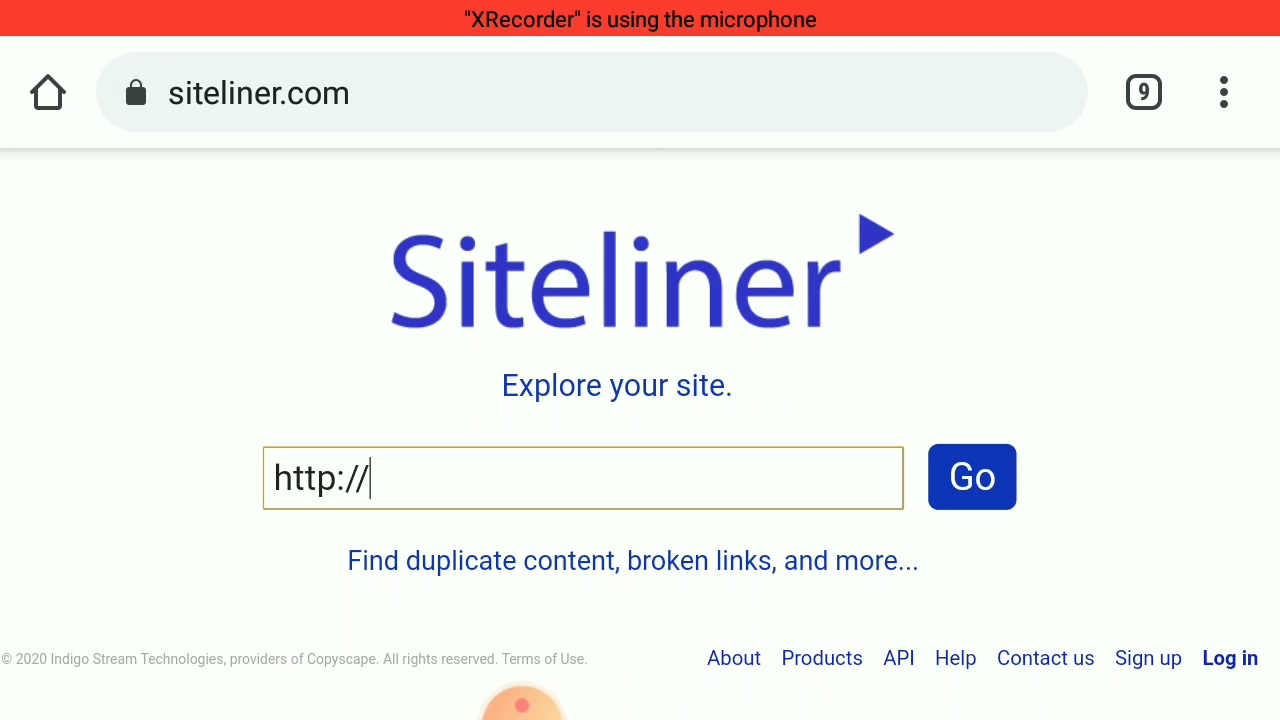 "XRecorder" is using the microphone
siteliner.com
9
Siteliner
Explore your site.
http://
Go
Find duplicate content, broken links, and more...
© 2020 Indigo Stream Technologies, providers of Copyscape. All rights reserved. Terms of Use.
About Products API Help Contact us Sign up Log in